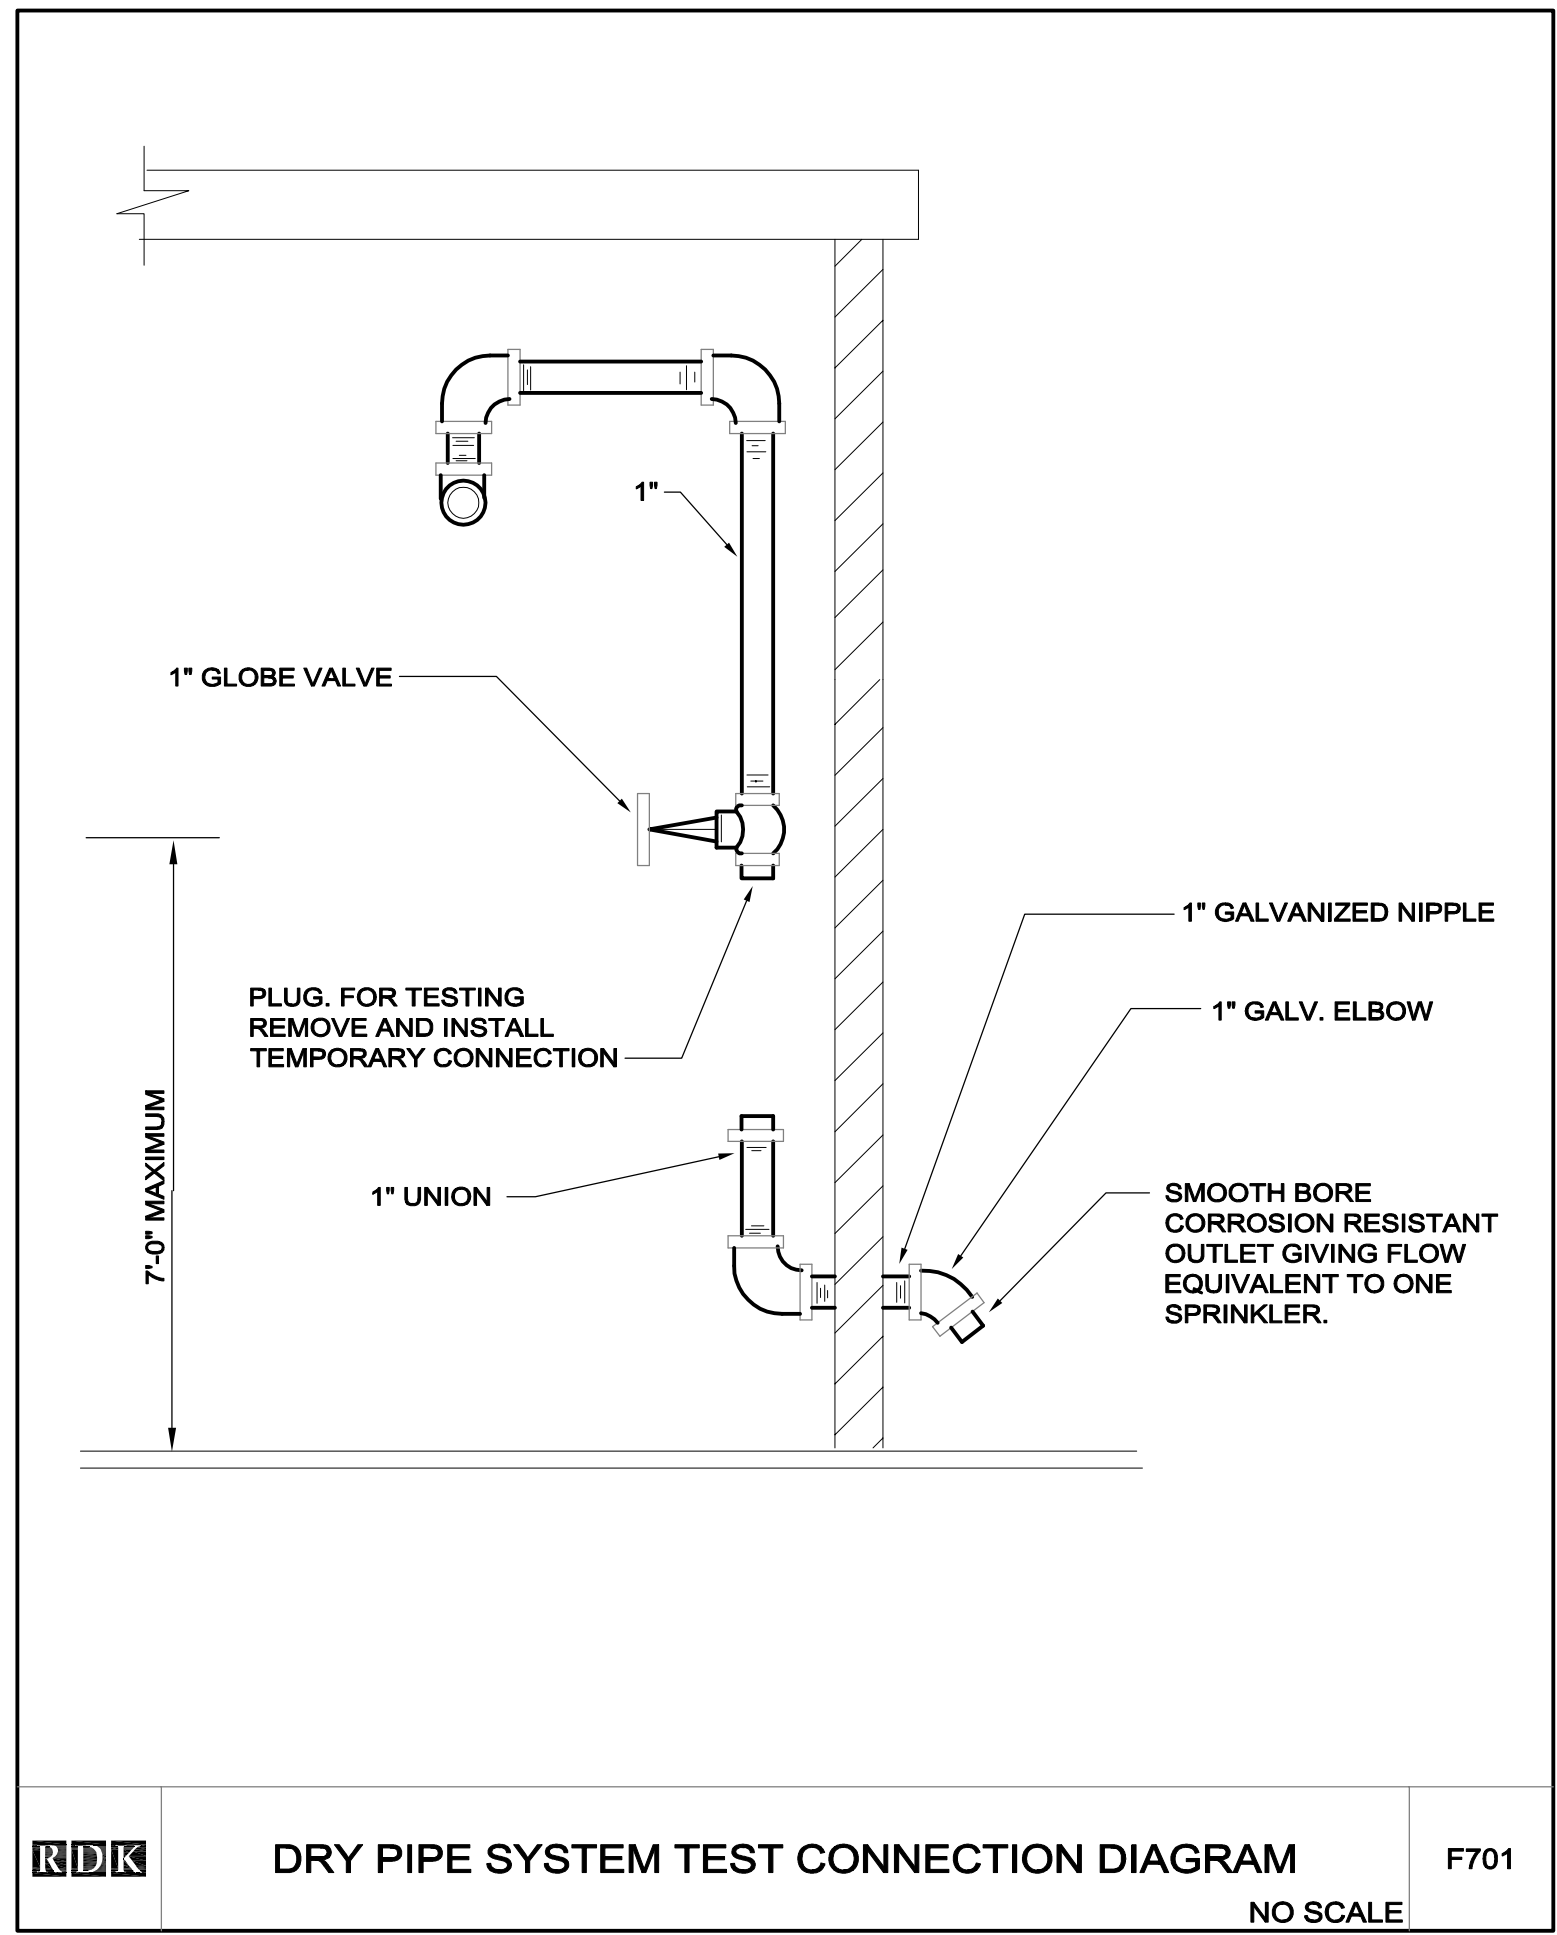 1"
1" GLOBE VALVE
1" GALVANIZED NIPPLE
PLUG. FOR TESTING
REMOVE AND INSTALL
TEMPORARY CONNECTION
1" GALV. ELBOW
7'-0" MAXIMUM
1" UNION
SMOOTH BORE
CORROSION RESISTANT
OUTLET GIVING FLOW
EQUIVALENT TO ONE
SPRINKLER.
RDK
DRY PIPE SYSTEM TEST CONNECTION DIAGRAM
NO SCALE
F701